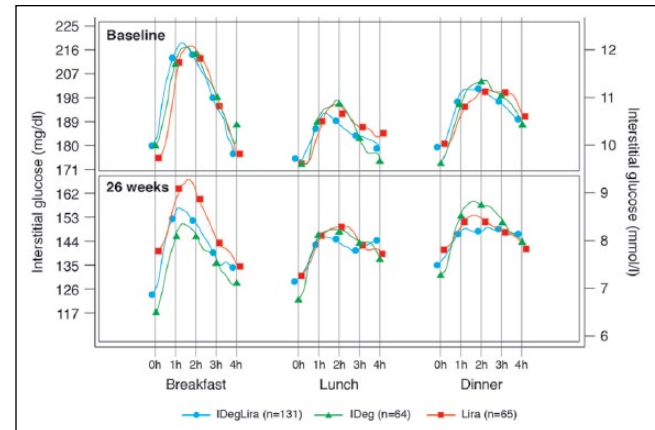 Baseline
225
216
207
198
189
180
171
12
11
10
26 weeks
162
153
144
135
126
117
9
8
7
6
Interstitial glucose (mg/dl)
Interstitial glucose (mmol/l)
0h 1h 2h 3h 4h
0h 1h 2h 3h 4h
0h 1h 2h 3h 4h
Breakfast
Lunch
Dinner
IDegLira (n=131)
IDeg (n=64)
Lira (n=65)